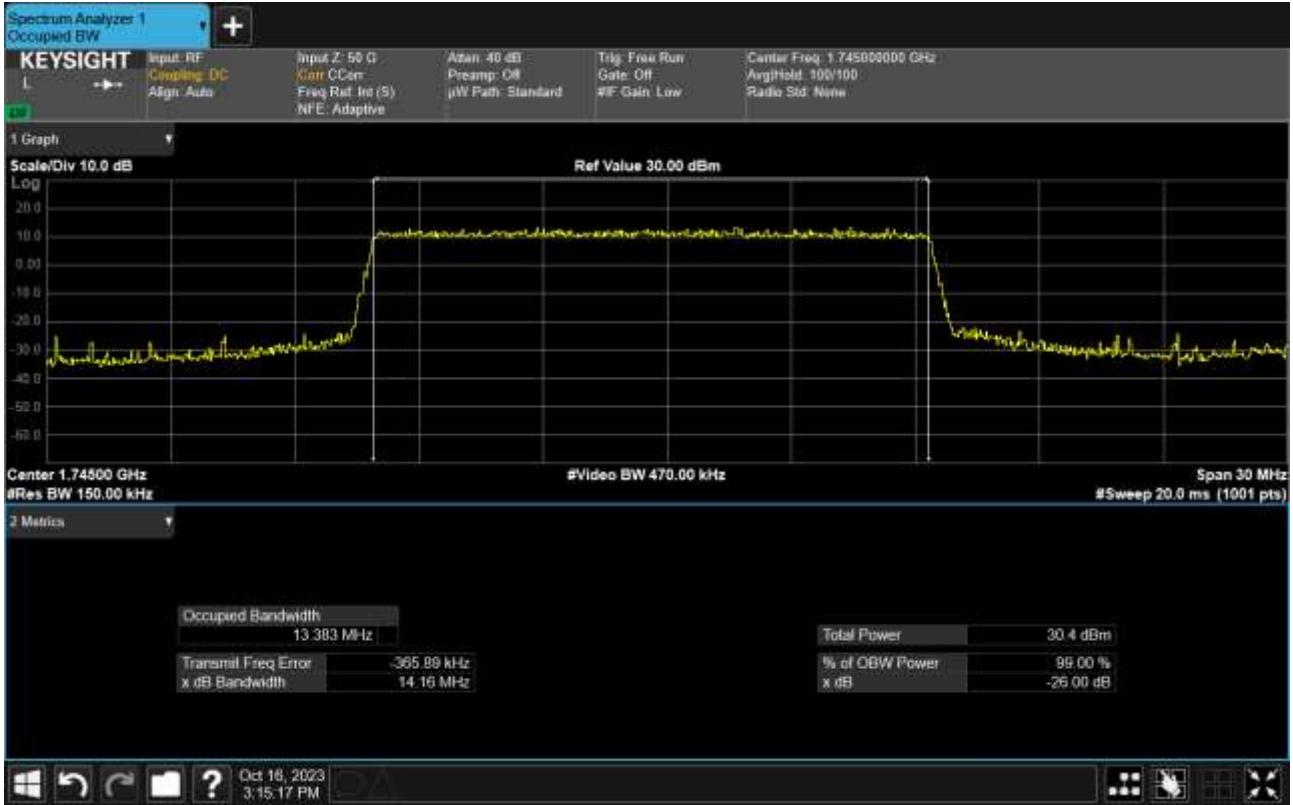 Spectrum Analyzer 1
Occupied BW
+
KEYSIGHT
L
Input: RF
Coupling: DC
Align: Auto
Input Z: 50 Ω
Corr CCorr
Freq Ref: Int (S)
NFE: Adaptive
Atten: 40 dB
Preamp: Off
µW Path: Standard
Trig: Free Run
Gate: Off
#IF Gain: Low
Center Freq: 1.745000000 GHz
Avg|Hold: 100/100
Radio Std: None
1 Graph
Scale/Div 10.0 dB
Ref Value 30.00 dBm
Log
20.0
10.0
0.00
-10.0
-20.0
-30.0
-40.0
-50.0
-60.0
Center 1.74500 GHz
#Video BW 470.00 kHz
Span 30 MHz
#Res BW 150.00 kHz
#Sweep 20.0 ms (1001 pts)
2 Metrics
Occupied Bandwidth
13.383 MHz
Transmit Freq Error -365.89 kHz
x dB Bandwidth 14.16 MHz
Total Power 30.4 dBm
% of OBW Power 99.00 %
x dB -26.00 dB
?
Oct 16, 2023
3:15:17 PM